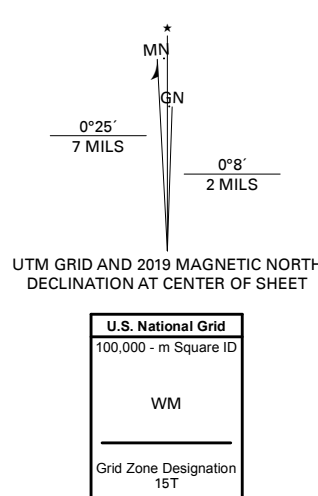 ★
MN
GN
0°25´
7 MILS
0°8´
2 MILS
UTM GRID AND 2019 MAGNETIC NORTH
DECLINATION AT CENTER OF SHEET
U.S. National Grid
100,000 - m Square ID
WM
Grid Zone Designation
15T